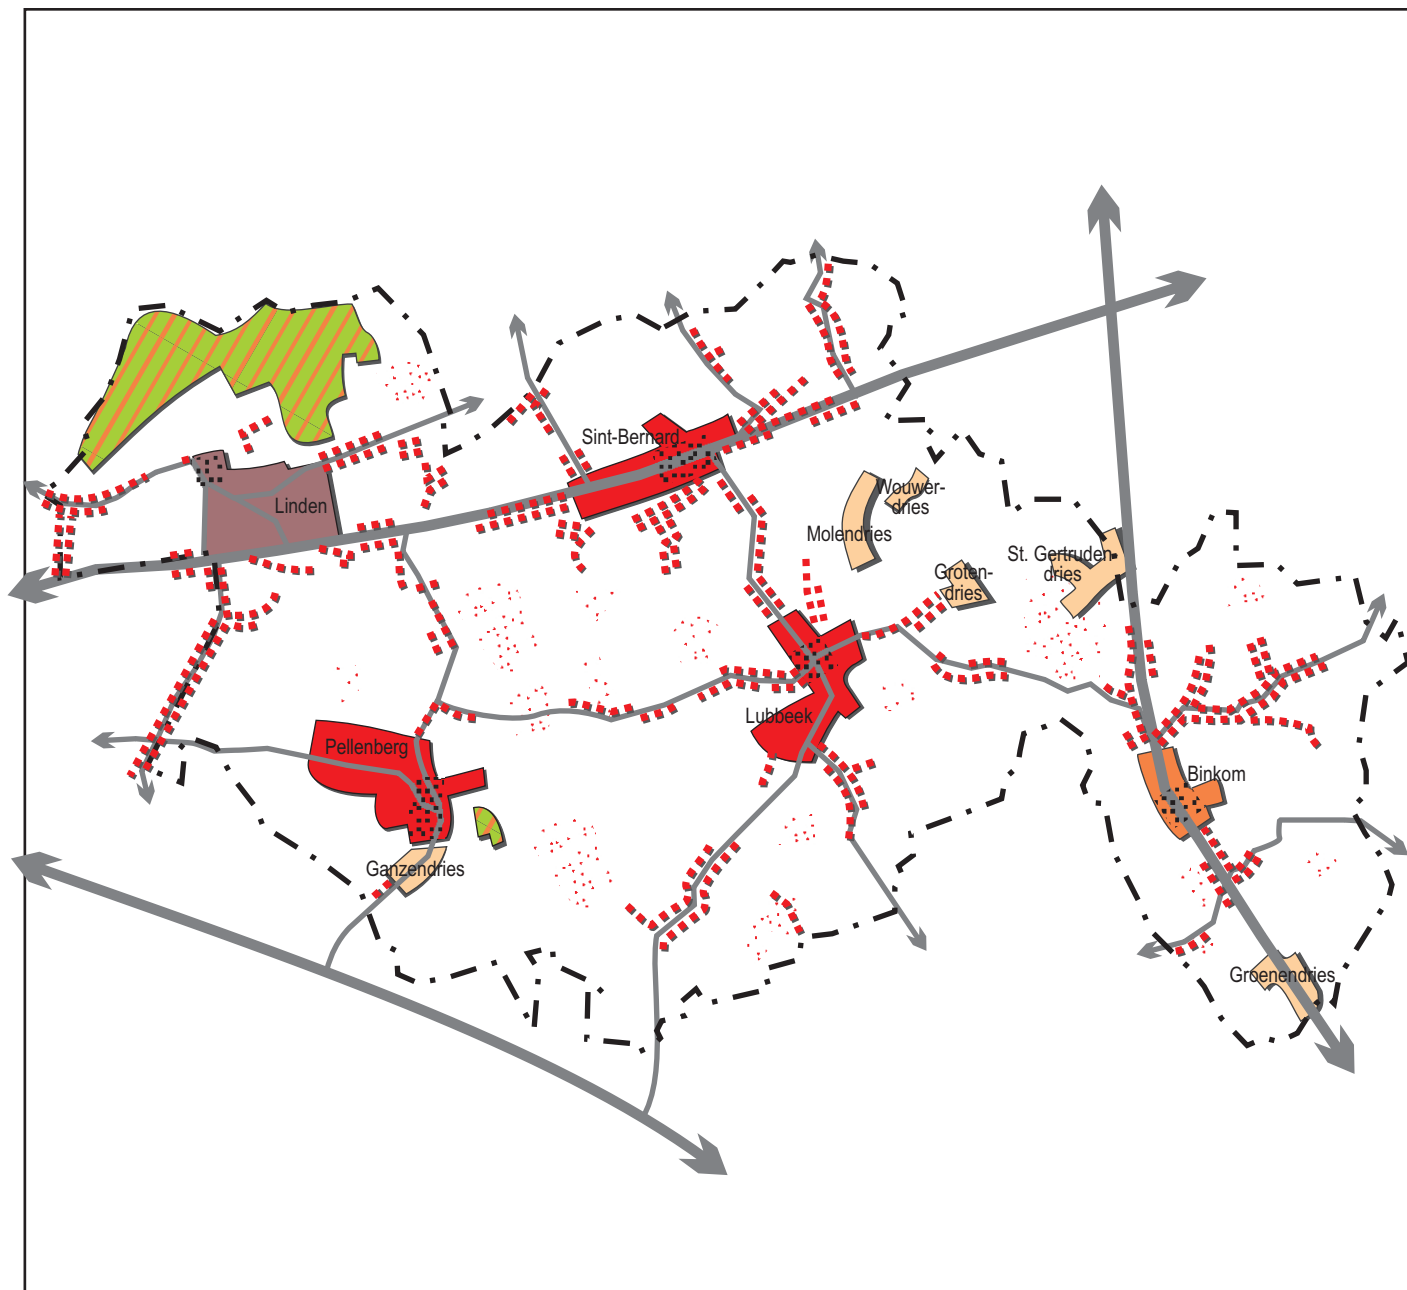 Sint-Bernard
Linden
Wouwer-
dries
Molendries
St. Gertruden-
dries
Groten-
dries
Lubbeek
Pellenberg
Binkom
Ganzendries
Groenendries